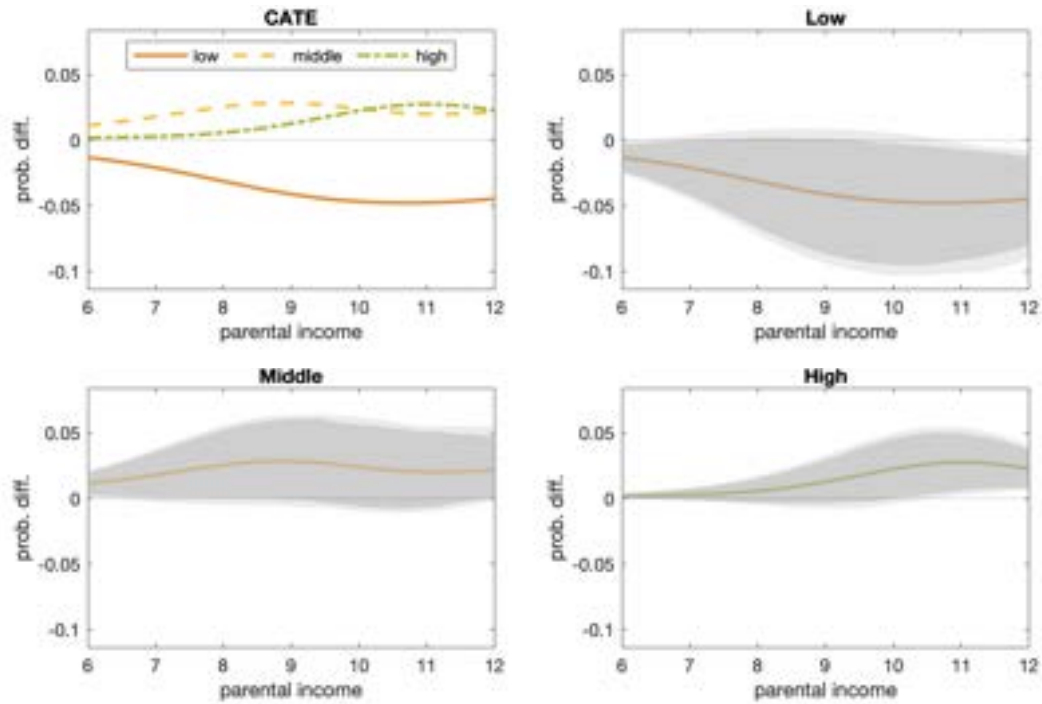 CATE
low middle high
0.05
0
-0.05
-0.1
prob. diff.
6 7 8 9 10 11 12
parental income
Low
0.05
0
-0.05
-0.1
prob. diff.
6 7 8 9 10 11 12
parental income
Middle
0.05
0
-0.05
-0.1
prob. diff.
6 7 8 9 10 11 12
parental income
High
0.05
0
-0.05
-0.1
prob. diff.
6 7 8 9 10 11 12
parental income